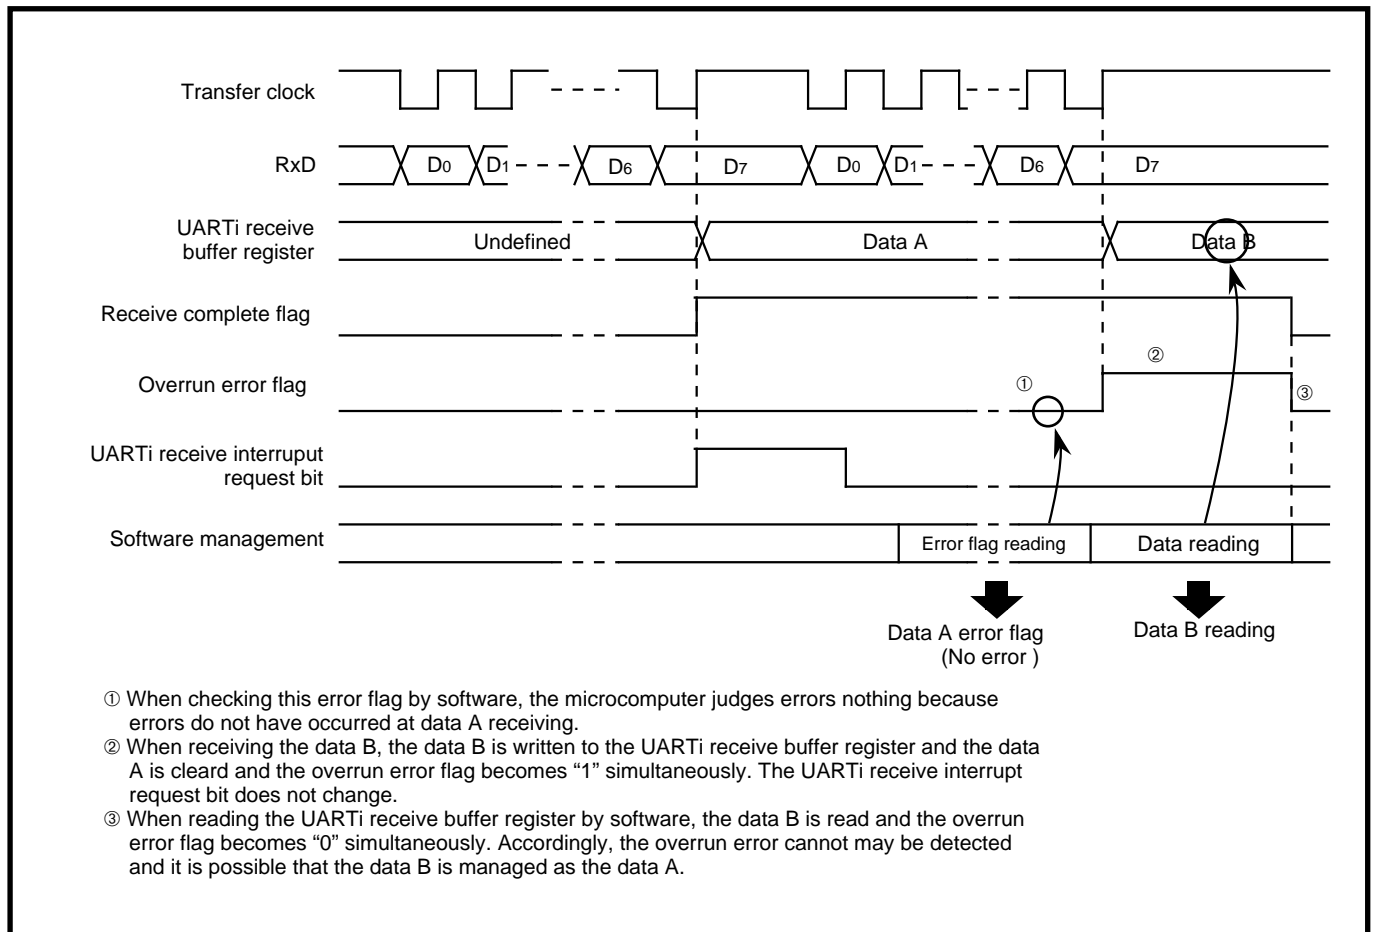 Transfer clock
RxD D0 D1 D6 D7 D0 D1 D6 D7
UARTi receive
buffer register Undefined Data A Data B
Receive complete flag
②
Overrun error flag ① ③
UARTi receive interruput
request bit
Software management Error flag reading Data reading
Data A error flag Data B reading
(No error )
① When checking this error flag by software, the microcomputer judges errors nothing because
errors do not have occurred at data A receiving.
② When receiving the data B, the data B is written to the UARTi receive buffer register and the data
A is cleard and the overrun error flag becomes “1” simultaneously. The UARTi receive interrupt
request bit does not change.
③ When reading the UARTi receive buffer register by software, the data B is read and the overrun
error flag becomes “0” simultaneously. Accordingly, the overrun error cannot may be detected
and it is possible that the data B is managed as the data A.